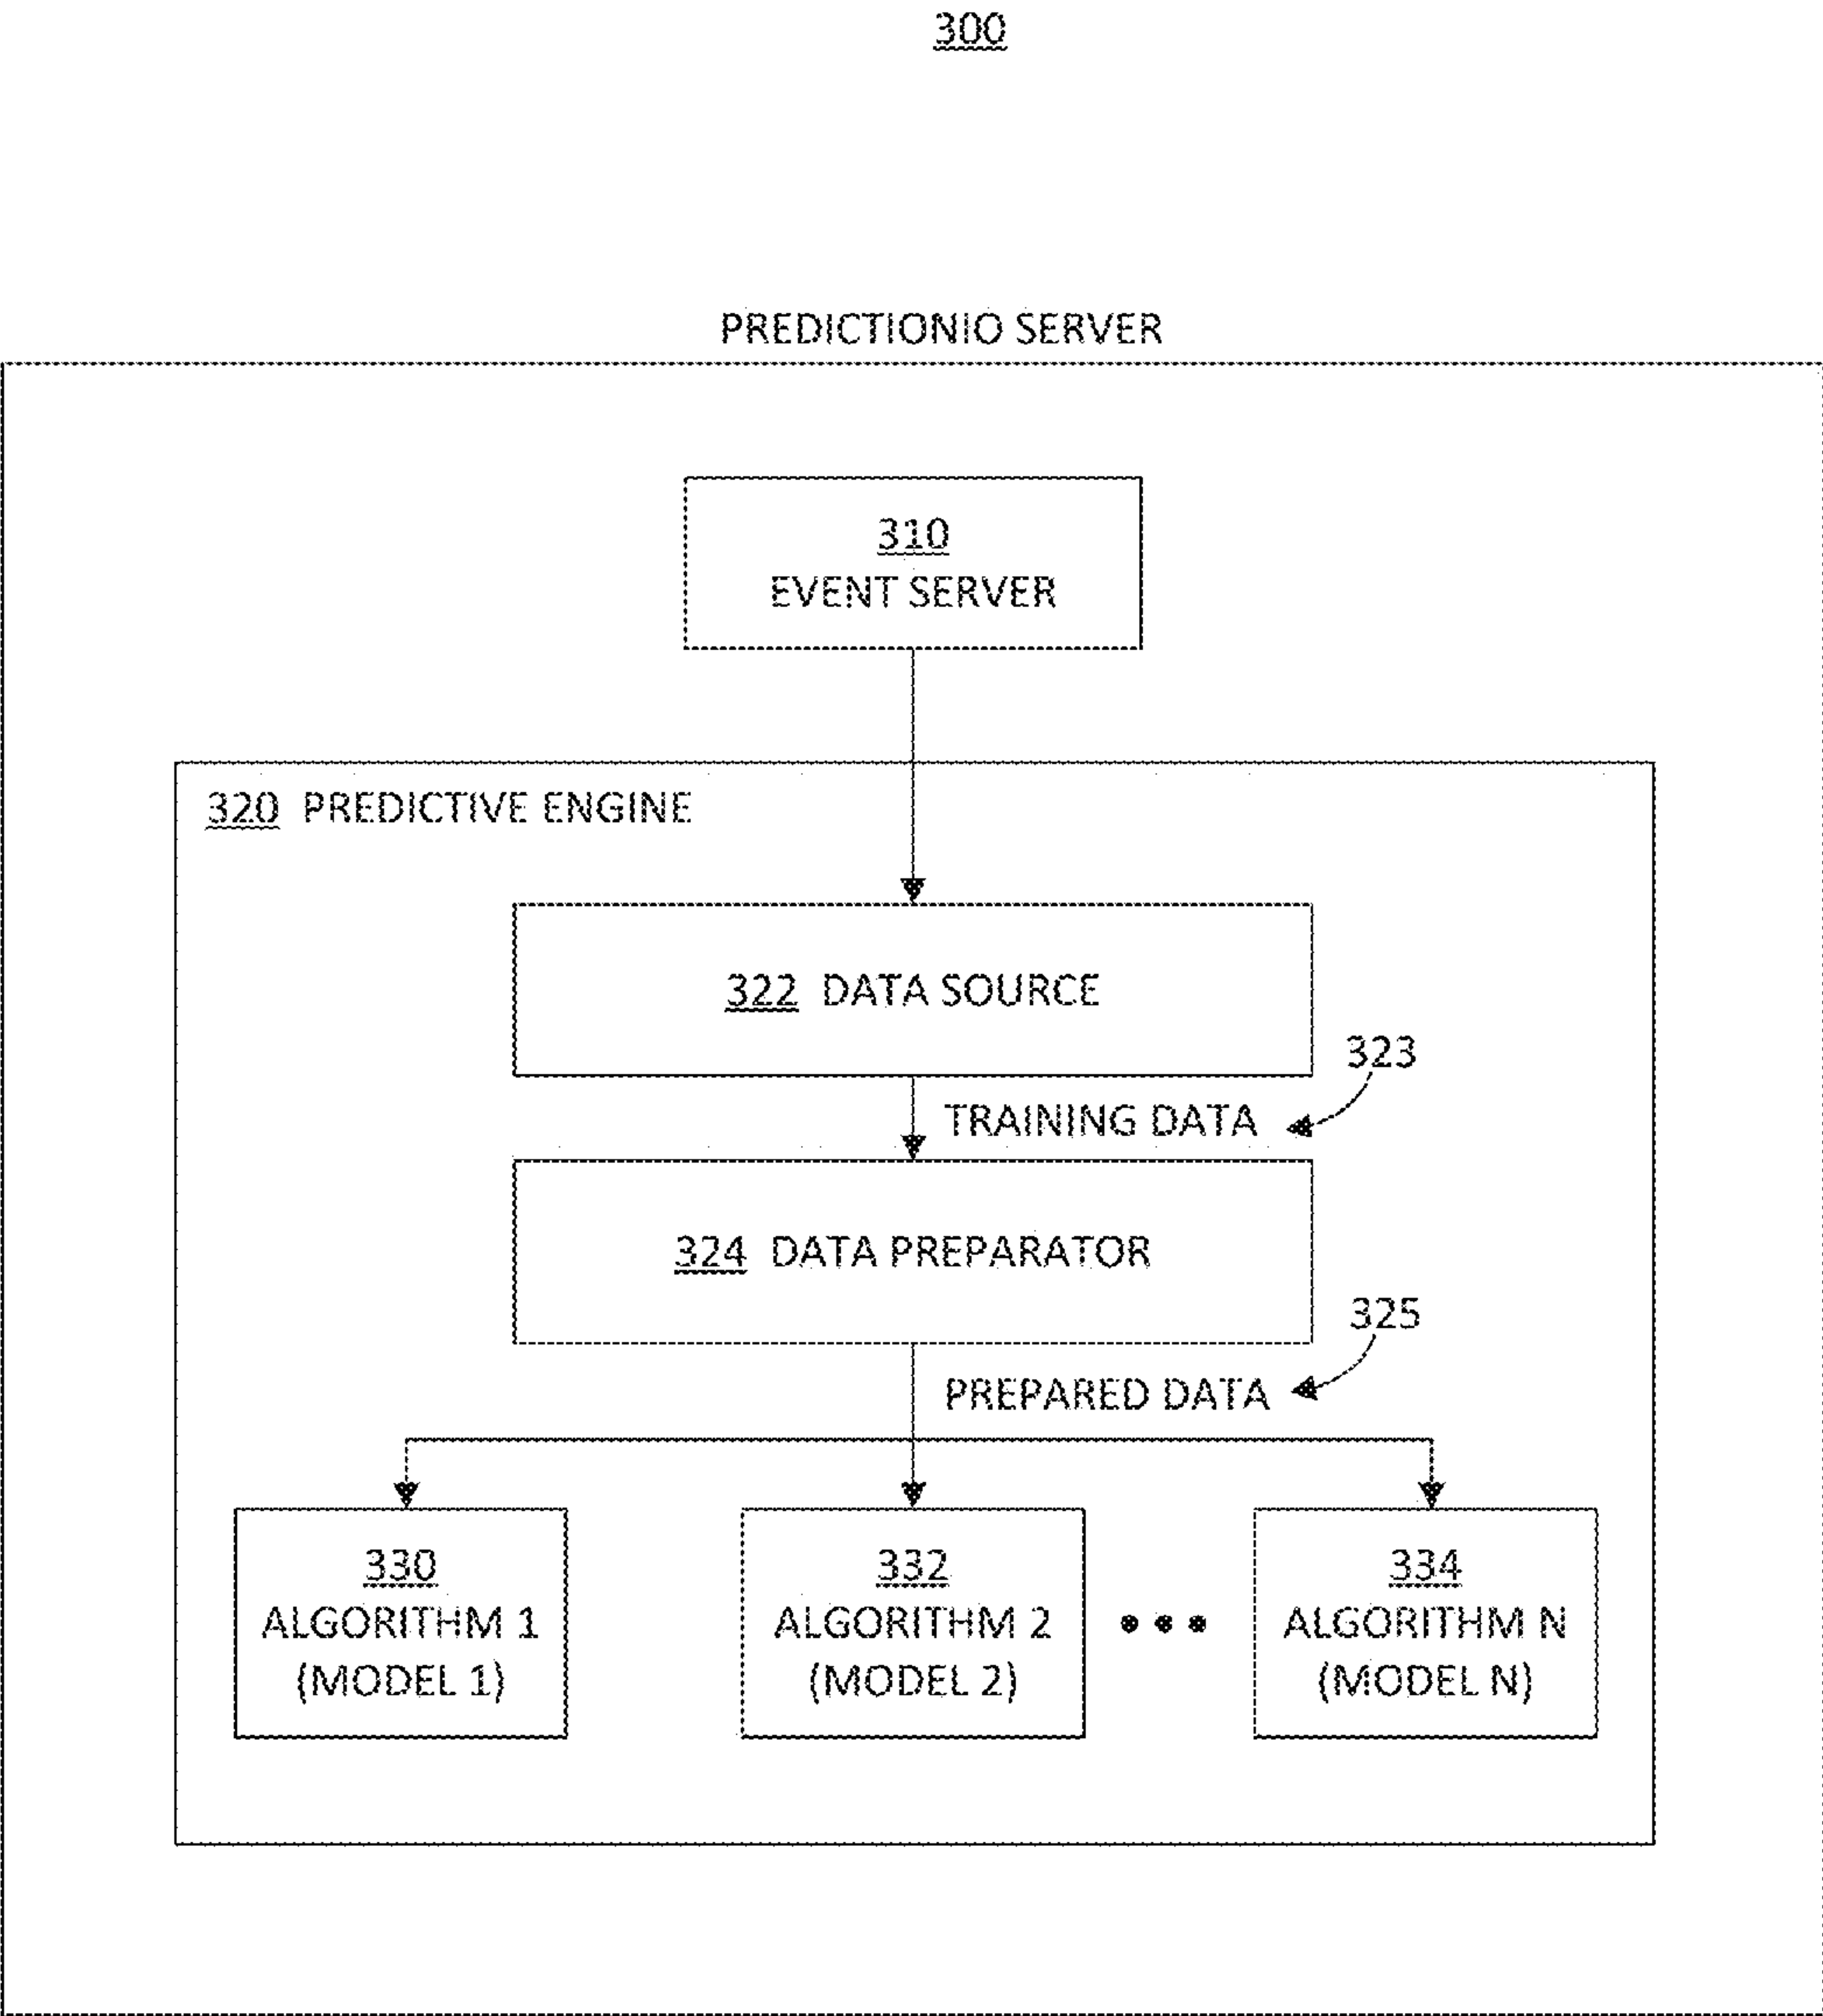 300
PREDICTIONIO SERVER
310
EVENT SERVER
320 PREDICTIVE ENGINE
322 DATA SOURCE
323
TRAINING DATA
324 DATA PREPARATOR
325
PREPARED DATA
330
ALGORITHM 1
(MODEL 1)
332
ALGORITHM 2
(MODEL 2)
334
ALGORITHM N
(MODEL N)